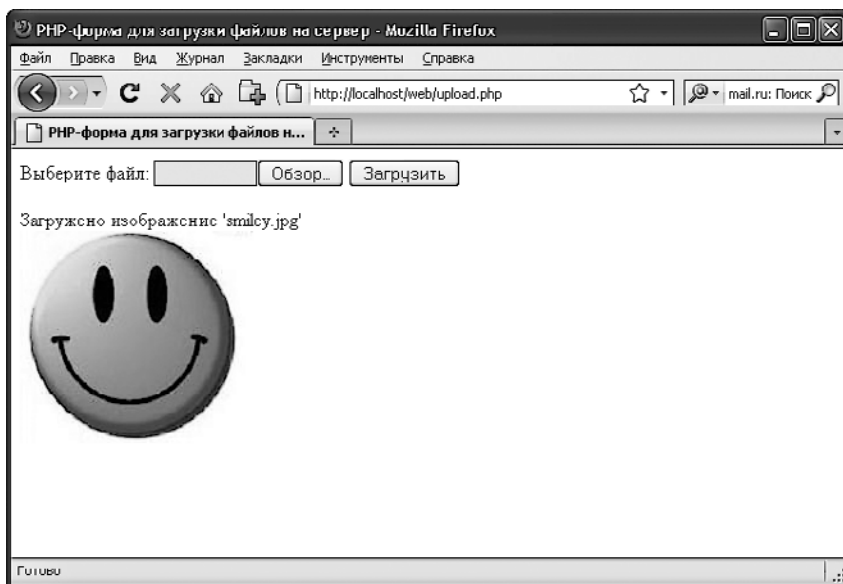 PHP-форма для загрузки файлов на сервер - Mozilla Firefox
Файл Правка Вид Журнал Закладки Инструменты Справка
http://localhost/web/upload.php mail.ru: Поиск
PHP-форма для загрузки файлов н...
Выберите файл: Обзор... Загрузить
Загружено изображение 'smiley.jpg'
Готово